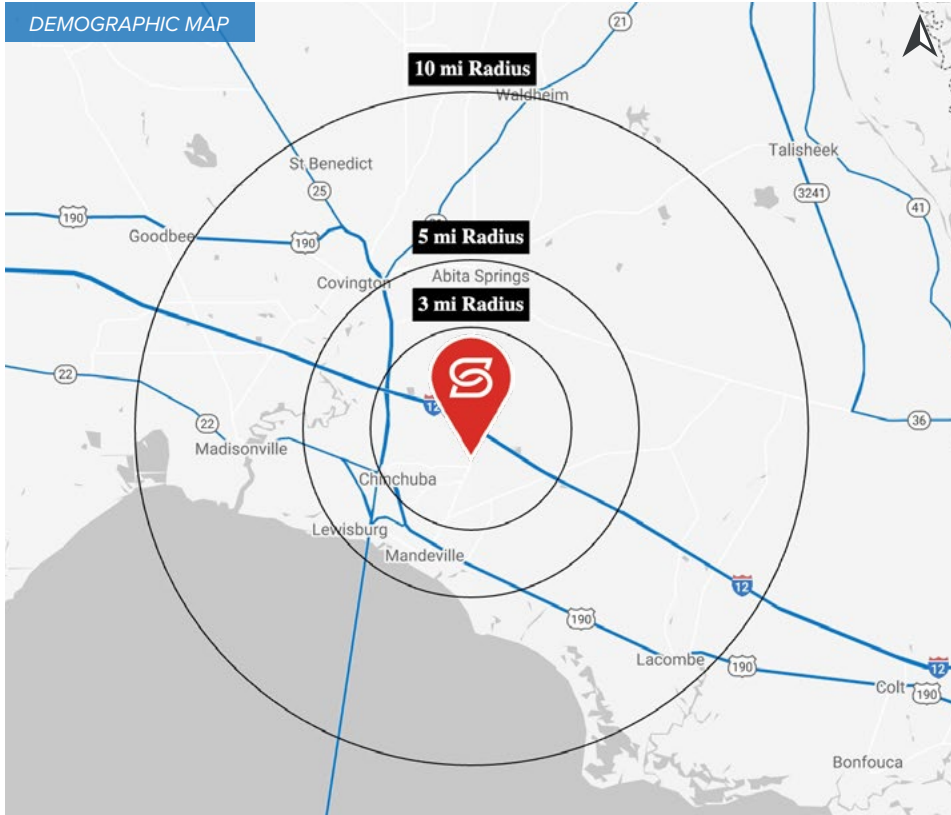 DEMOGRAPHIC MAP
21
10 mi Radius
Waldheim
St Benedict
Talisheek
25
3241
41
190
Goodbee
190
5 mi Radius
Covington
Abita Springs
3 mi Radius
22
12
22
36
Madisonville
Chinchuba
Lewisburg
Mandeville
12
190
Lacombe
190
12
Colt
190
Bonfouca